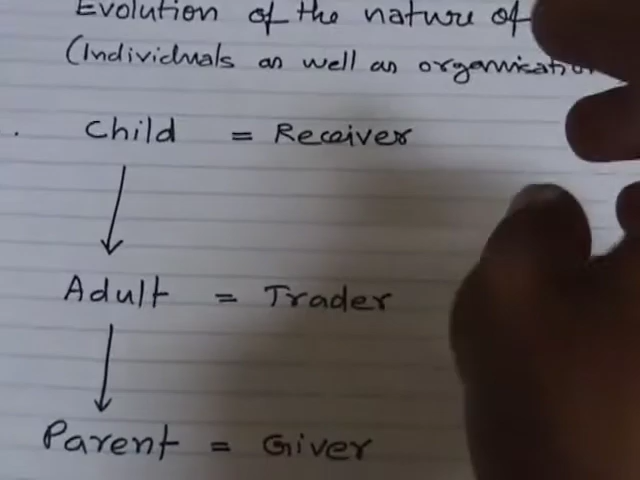 Evolution of the nature of
(Individuals as well as organisation
. Child = Receiver
Adult = Trader
Parent = Giver